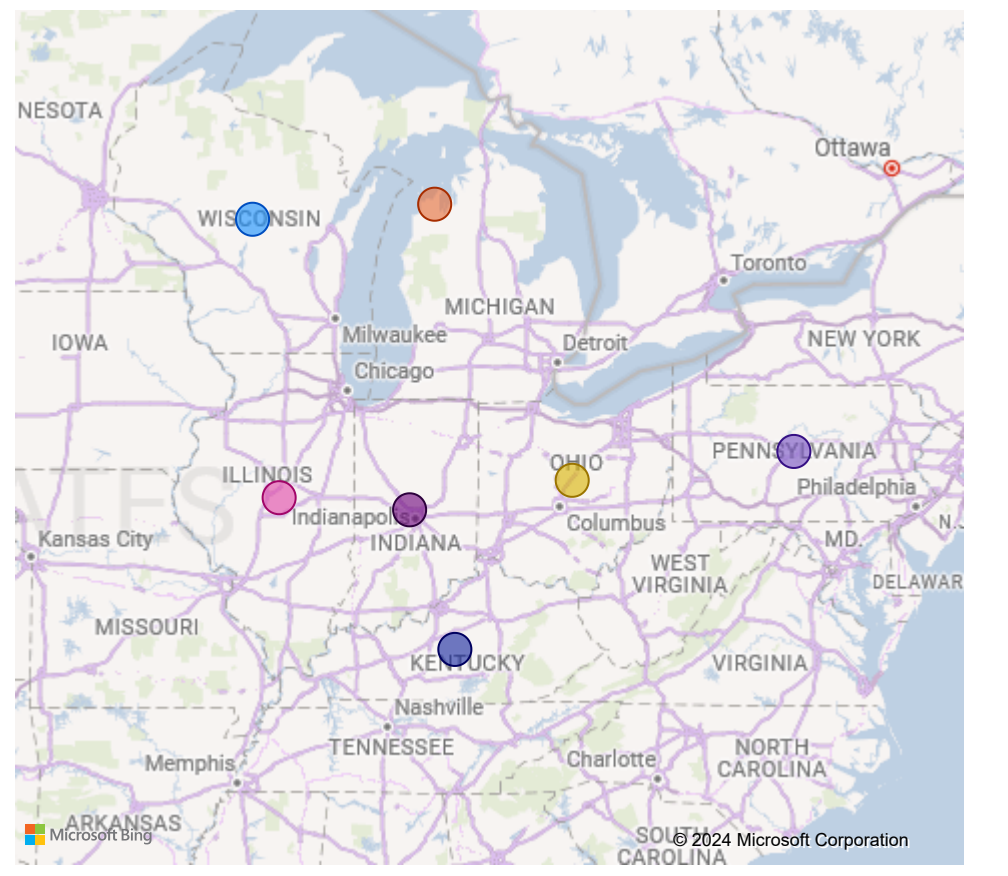 NESOTA
Ottawa
WISCONSIN
Toronto
MICHIGAN
Milwaukee
Detroit
NEW YORK
IOWA
Chicago
PENNSYLVANIA
OHIO
ILLINOIS
Philadelphia
ATES
Indianapolis
Columbus
N.J
Kansas City
INDIANA
MD.
WEST
VIRGINIA
DELAWAR
MISSOURI
KENTUCKY
VIRGINIA
Nashville
TENNESSEE
NORTH
CAROLINA
Charlotte
Memphis
ARKANSAS
Microsoft Bing
SOUTH
CAROLINA
© 2024 Microsoft Corporation